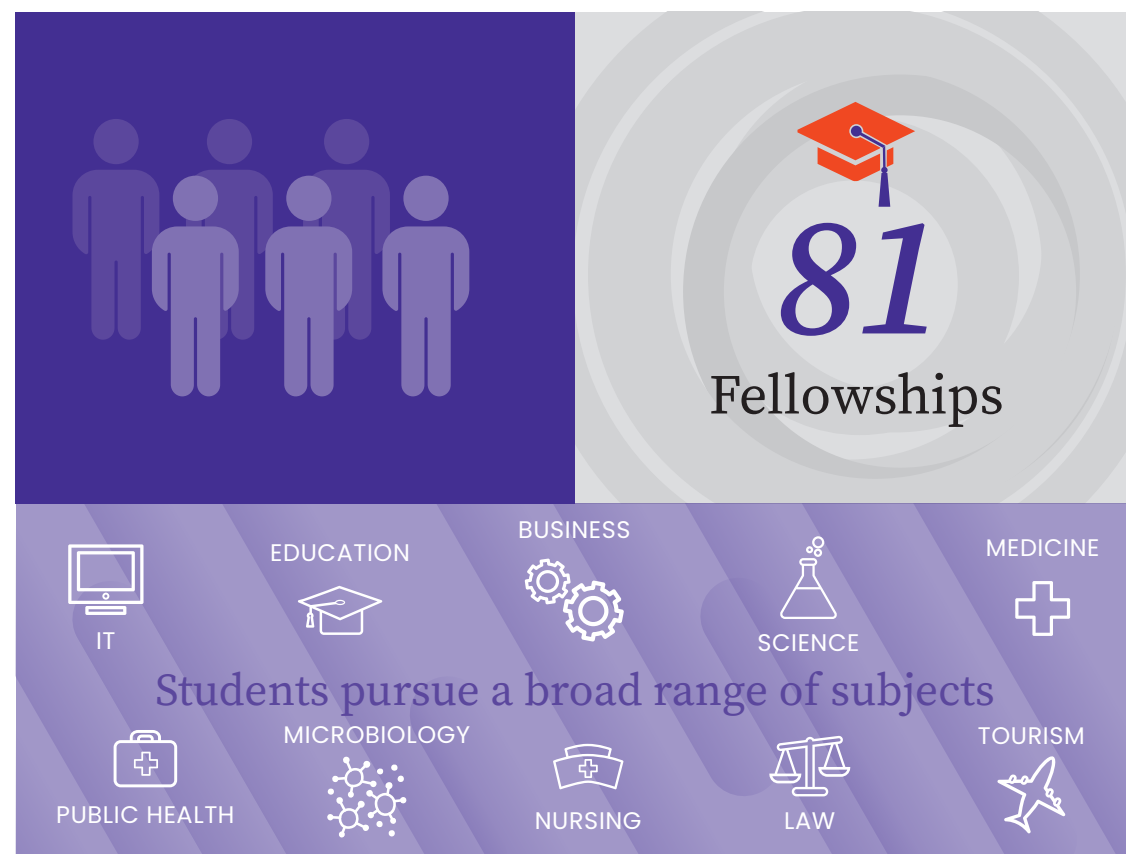 81
Fellowships
BUSINESS
EDUCATION
MEDICINE
IT
SCIENCE
Students pursue a broad range of subjects
MICROBIOLOGY
TOURISM
PUBLIC HEALTH
NURSING
LAW